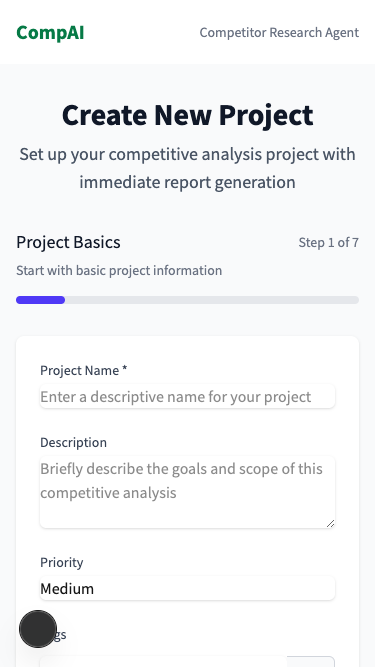 CompAI
Competitor Research Agent
Create New Project
Set up your competitive analysis project with
immediate report generation
Project Basics
Step 1 of 7
Start with basic project information
Project Name *
Enter a descriptive name for your project
Description
Briefly describe the goals and scope of this
competitive analysis
Priority
Medium